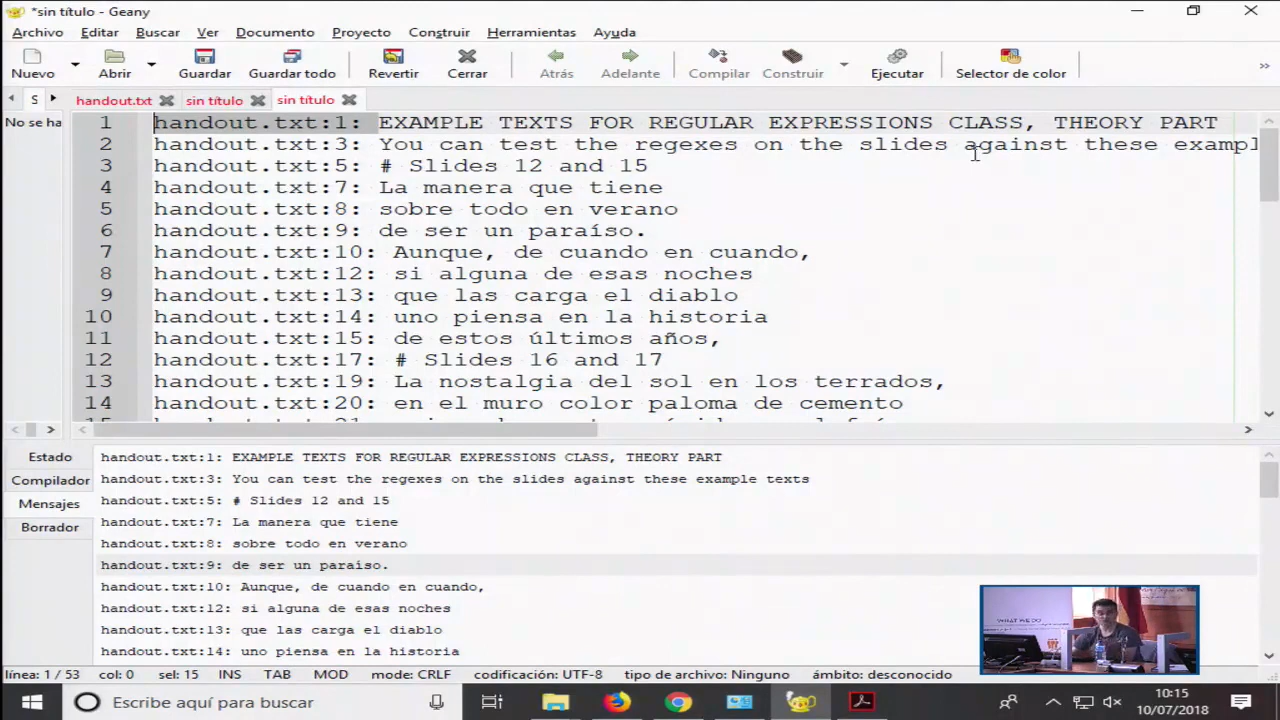 *sin título - Geany
Archivo Editar Buscar Ver Documento Proyecto Construir Herramientas Ayuda
Nuevo Abrir Guardar Guardar todo Revertir Cerrar Atrás Adelante Compilar Construir Ejecutar Selector de color
S handout.txt sin título sin título
No se ha
1 handout.txt:1: EXAMPLE TEXTS FOR REGULAR EXPRESSIONS CLASS, THEORY PART
2 handout.txt:3: You can test the regexes on the slides against these exampl
3 handout.txt:5: # Slides 12 and 15
4 handout.txt:7: La manera que tiene
5 handout.txt:8: sobre todo en verano
6 handout.txt:9: de ser un paraíso.
7 handout.txt:10: Aunque, de cuando en cuando,
8 handout.txt:12: si alguna de esas noches
9 handout.txt:13: que las carga el diablo
10 handout.txt:14: uno piensa en la historia
11 handout.txt:15: de estos últimos años,
12 handout.txt:17: # Slides 16 and 17
13 handout.txt:19: La nostalgia del sol en los terrados,
14 handout.txt:20: en el muro color paloma de cemento
Estado
Compilador
Mensajes
Borrador
handout.txt:1: EXAMPLE TEXTS FOR REGULAR EXPRESSIONS CLASS, THEORY PART
handout.txt:3: You can test the regexes on the slides against these example texts
handout.txt:5: # Slides 12 and 15
handout.txt:7: La manera que tiene
handout.txt:8: sobre todo en verano
handout.txt:9: de ser un paraíso.
handout.txt:10: Aunque, de cuando en cuando,
handout.txt:12: si alguna de esas noches
handout.txt:13: que las carga el diablo
handout.txt:14: uno piensa en la historia
WHAT WE DO
línea: 1 / 53 col: 0 sel: 15 INS TAB MOD mode: CRLF codificación: UTF-8 tipo de archivo: Ninguno ámbito: desconocido
Escribe aquí para buscar
10:15
10/07/2018